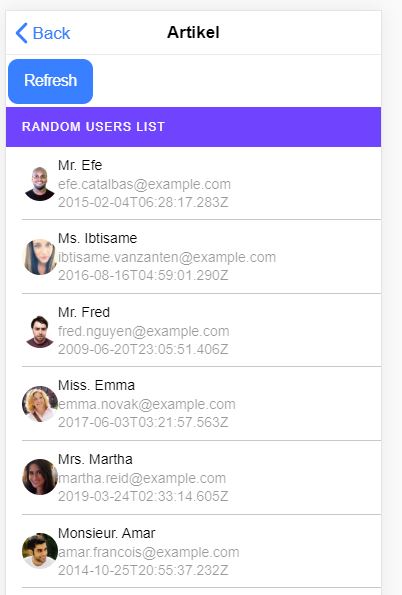 Back
Artikel
Refresh
RANDOM USERS LIST
Mr. Efe
efe.catalbas@example.com
2015-02-04T06:28:17.283Z
Ms. Ibtisame
ibtisame.vanzanten@example.com
2016-08-16T04:59:01.290Z
Mr. Fred
fred.nguyen@example.com
2009-06-20T23:05:51.406Z
Miss. Emma
emma.novak@example.com
2017-06-03T03:21:57.563Z
Mrs. Martha
martha.reid@example.com
2019-03-24T02:33:14.605Z
Monsieur. Amar
amar.francois@example.com
2014-10-25T20:55:37.232Z